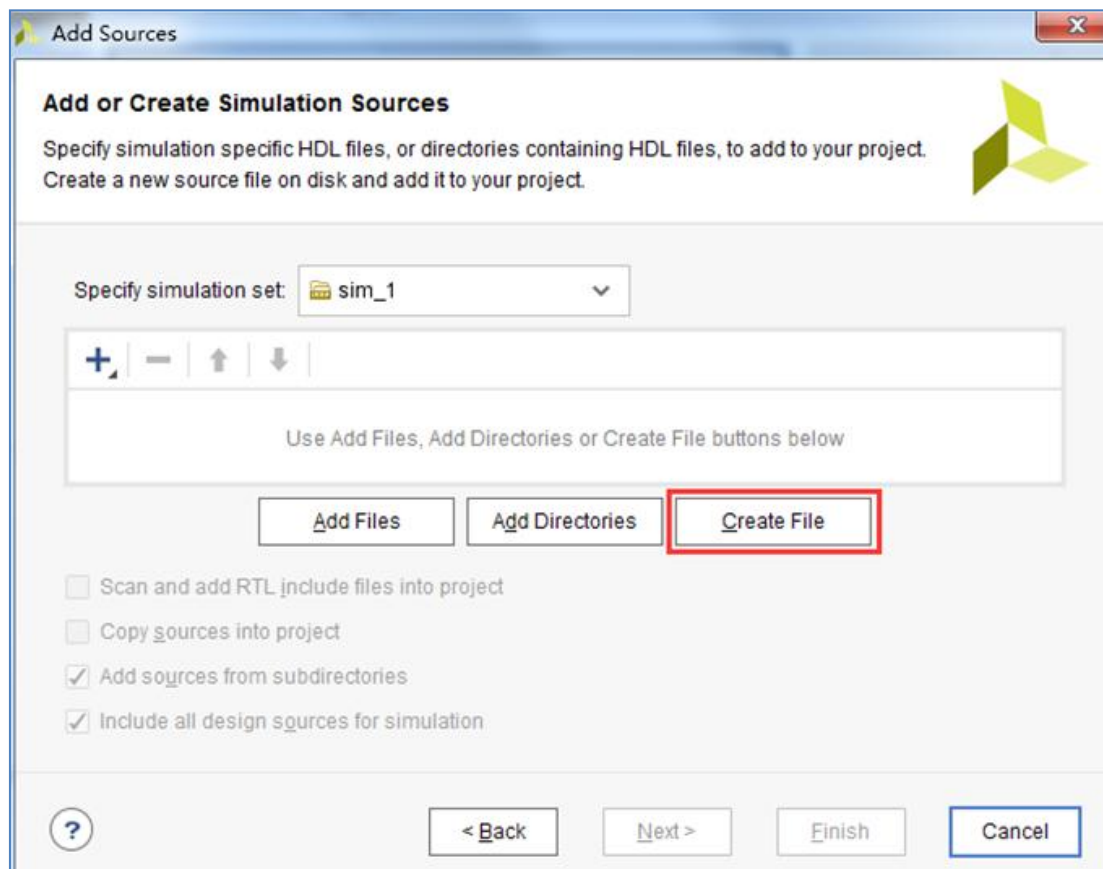 Add Sources
Add or Create Simulation Sources
Specify simulation specific HDL files, or directories containing HDL files, to add to your project.
Create a new source file on disk and add it to your project.
Specify simulation set: sim_1
Use Add Files, Add Directories or Create File buttons below
Add Files Add Directories Create File
Scan and add RTL include files into project
Copy sources into project
Add sources from subdirectories
Include all design sources for simulation
? < Back Next > Finish Cancel